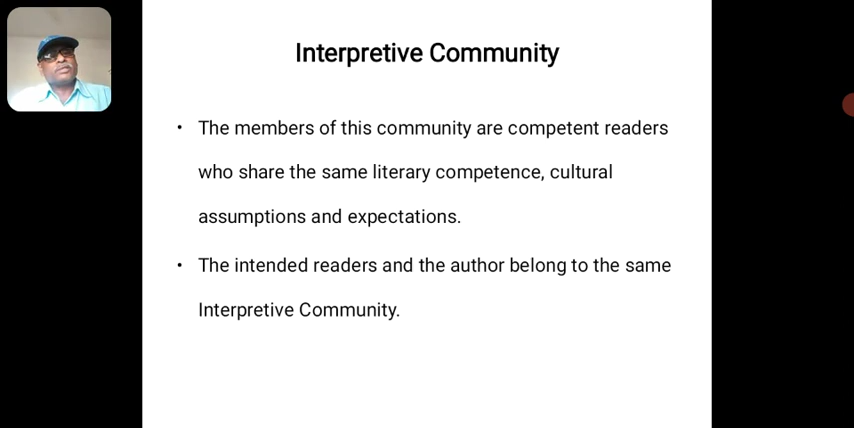 Interpretive Community
• The members of this community are competent readers
who share the same literary competence, cultural
assumptions and expectations.
• The intended readers and the author belong to the same
Interpretive Community.